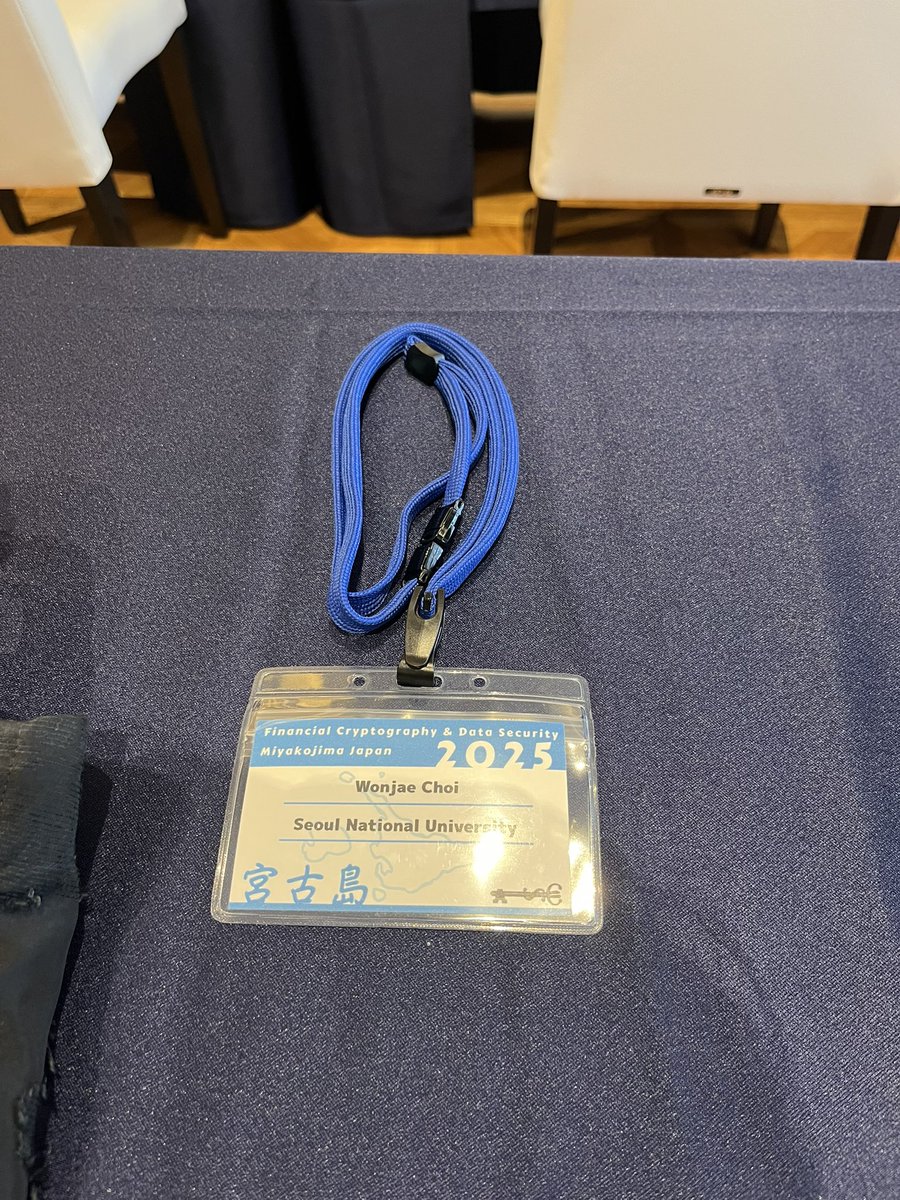 Financial Cryptography & Data Security
Miyakojima Japan
2025
Wonjae Choi
Seoul National University
宮古島